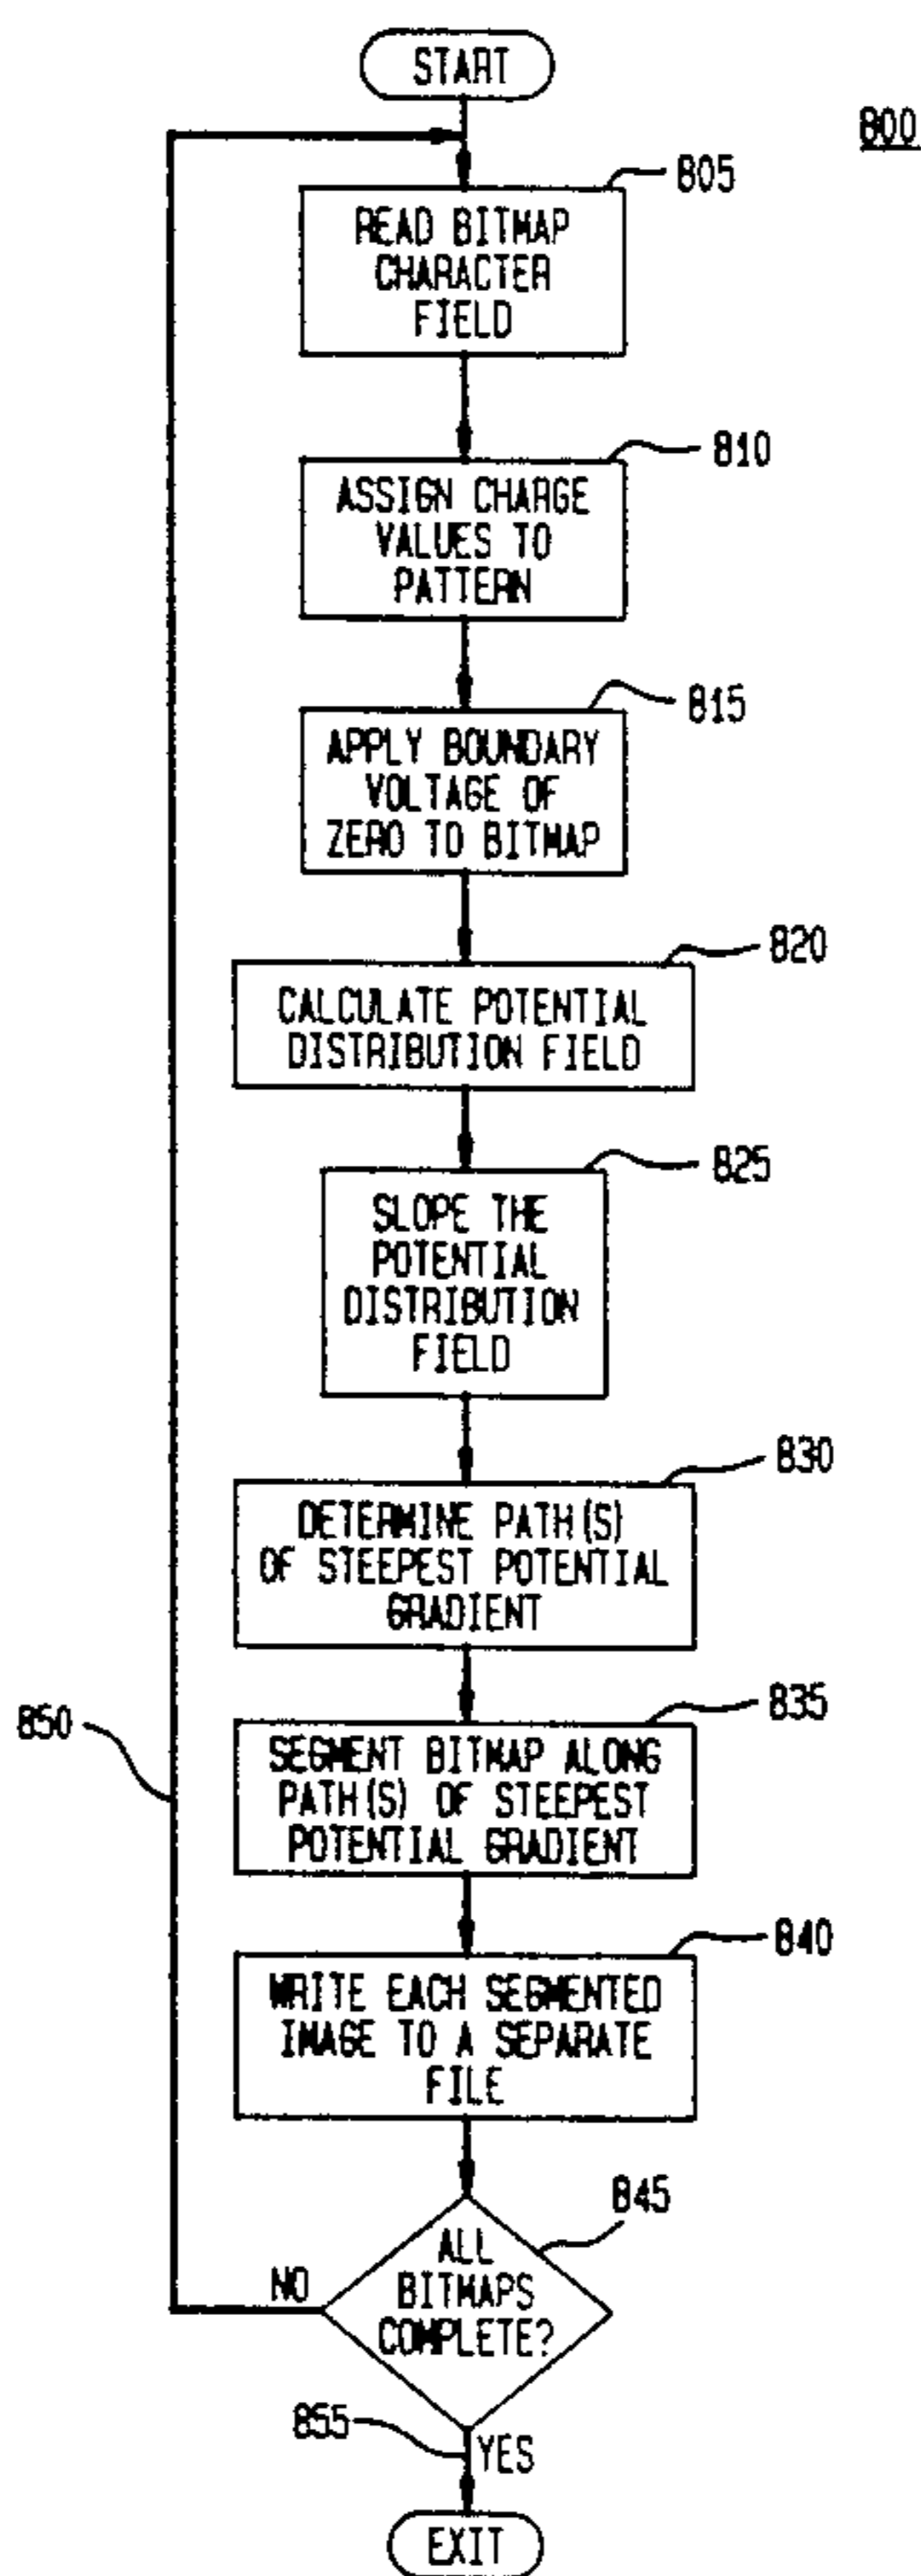 START
800
805
READ BITMAP
CHARACTER
FIELD
810
ASSIGN CHARGE
VALUES TO
PATTERN
815
APPLY BOUNDARY
VOLTAGE OF
ZERO TO BITMAP
820
CALCULATE POTENTIAL
DISTRIBUTION FIELD
825
SLOPE THE
POTENTIAL
DISTRIBUTION
FIELD
830
DETERMINE PATH(S)
OF STEEPEST POTENTIAL
GRADIENT
835
850
SEGMENT BITMAP ALONG
PATH(S) OF STEEPEST
POTENTIAL GRADIENT
840
WRITE EACH SEGMENTED
IMAGE TO A SEPARATE
FILE
845
NO
ALL
BITMAPS
COMPLETE?
855
YES
EXIT